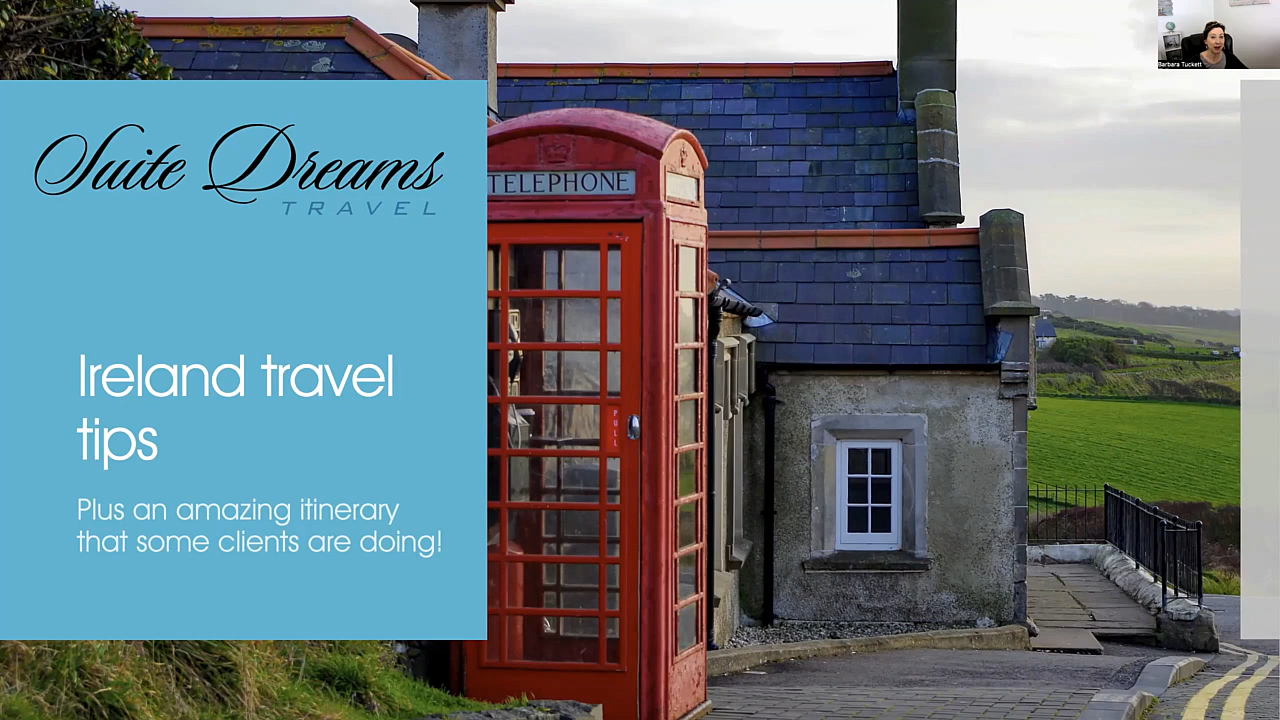 Suite Dreams
TRAVEL
Ireland travel
tips
Plus an amazing itinerary
that some clients are doing!
TELEPHONE
PULL
Barbara Tuckett